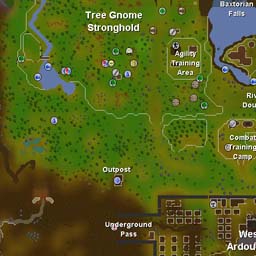 Baxtorian
Falls
Tree Gnome
Stronghold
Agility
Training
Area
Riv
Dou
Combat
Training
Camp
Outpost
Underground
Pass
Wes
Ardou